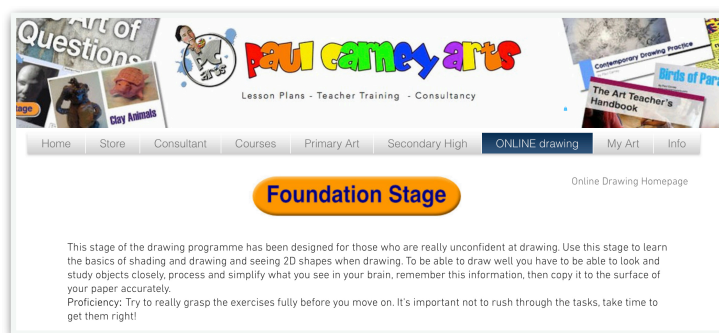 Art of
Questions
stage
Clay Animals
PC
arts
paul carney arts
Lesson Plans - Teacher Training - Consultancy
Contemporary Drawing Practice
Birds of Para
The Art Teacher's
Handbook
Home Store Consultant Courses Primary Art Secondary High ONLINE drawing My Art Info
Online Drawing Homepage
Foundation Stage
This stage of the drawing programme has been designed for those who are really unconfident at drawing. Use this stage to learn
the basics of shading and drawing and seeing 2D shapes when drawing. To be able to draw well you have to be able to look and
study objects closely, process and simplify what you see in your brain, remember this information, then copy it to the surface of
your paper accurately.
Proficiency: Try to really grasp the exercises fully before you move on. It's important not to rush through the tasks, take time to
get them right!